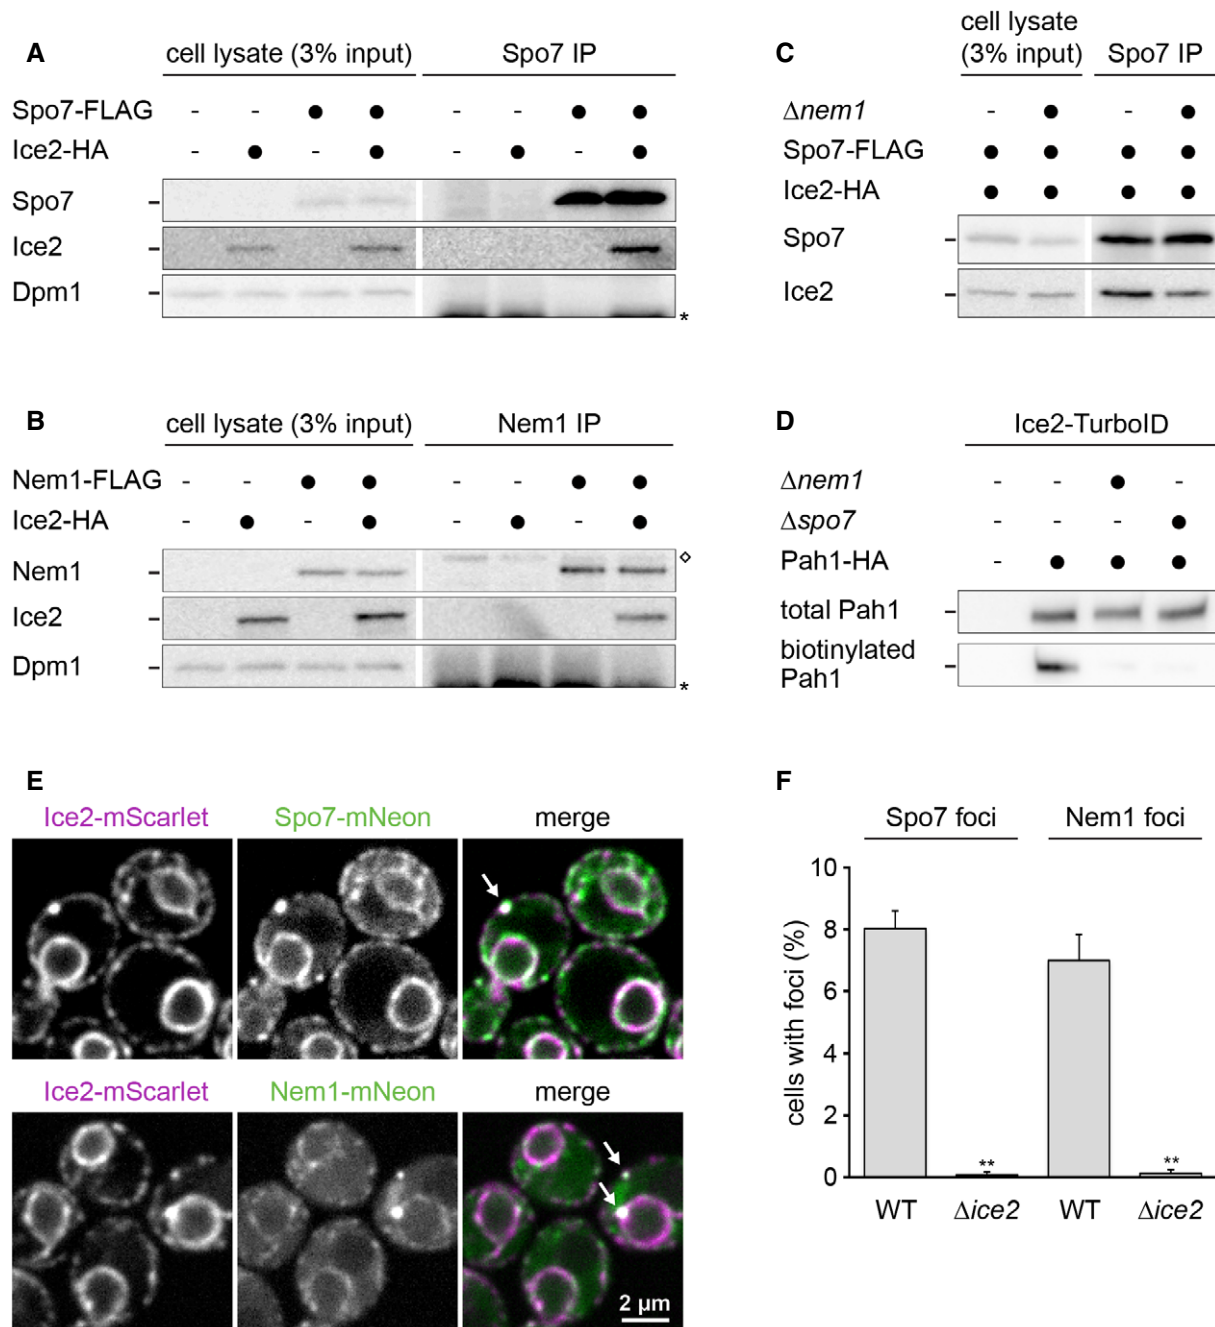 A
cell lysate (3% input)
Spo7 IP
Spo7-FLAG - - ● ● - - ● ●
Ice2-HA - ● - ● - ● - ●
Spo7
Ice2
Dpm1
*
B
cell lysate (3% input)
Nem1 IP
Nem1-FLAG - - ● ● - - ● ●
Ice2-HA - ● - ● - ● - ●
Nem1
◇
Ice2
Dpm1
*
C
cell lysate
(3% input)
Spo7 IP
Δnem1 - ● - ●
Spo7-FLAG ● ● ● ●
Ice2-HA ● ● ● ●
Spo7
Ice2
D
Ice2-TurboID
Δnem1 - - ● -
Δspo7 - - - ●
Pah1-HA - ● ● ●
total Pah1
biotinylated
Pah1
E
Ice2-mScarlet
Spo7-mNeon
merge
Ice2-mScarlet
Nem1-mNeon
merge
2 µm
F
Spo7 foci
Nem1 foci
cells with foci (%)
10
8
6
4
2
0
**
**
WT
Δice2
WT
Δice2